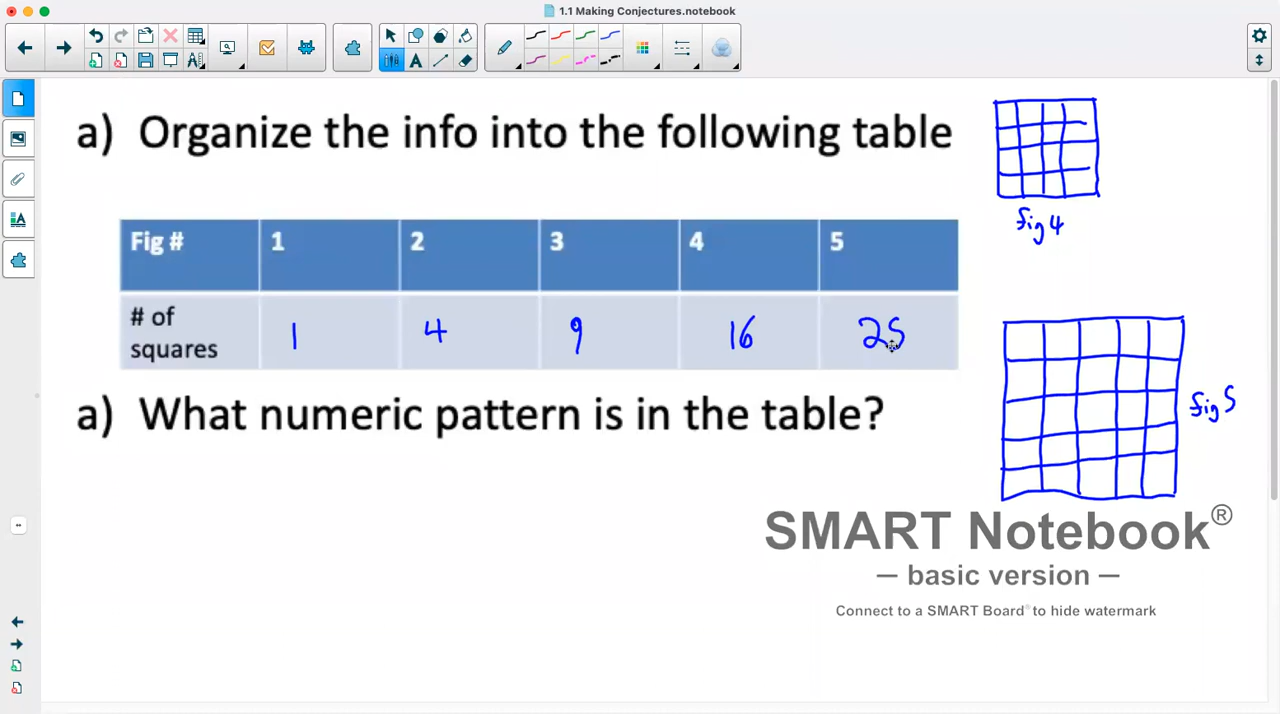 1.1 Making Conjectures.notebook
a) Organize the info into the following table
fig 4
Fig # 1 2 3 4 5
# of squares 1 4 9 16 25
fig 5
a) What numeric pattern is in the table?
SMART Notebook®
— basic version —
Connect to a SMART Board® to hide watermark